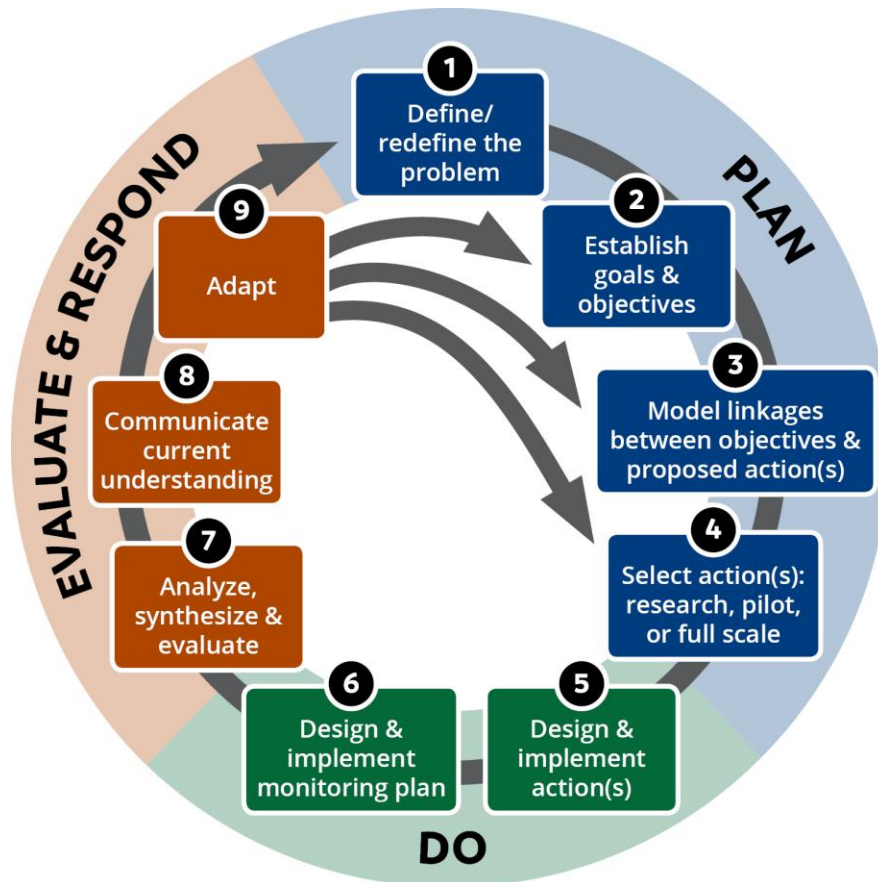 1
Define/
redefine the
problem
2
Establish
goals &
objectives
3
Model linkages
between objectives &
proposed action(s)
4
Select action(s):
research, pilot,
or full scale
5
Design &
implement
action(s)
6
Design &
implement
monitoring plan
7
Analyze,
synthesize &
evaluate
8
Communicate
current
understanding
9
Adapt
PLAN
DO
EVALUATE & RESPOND